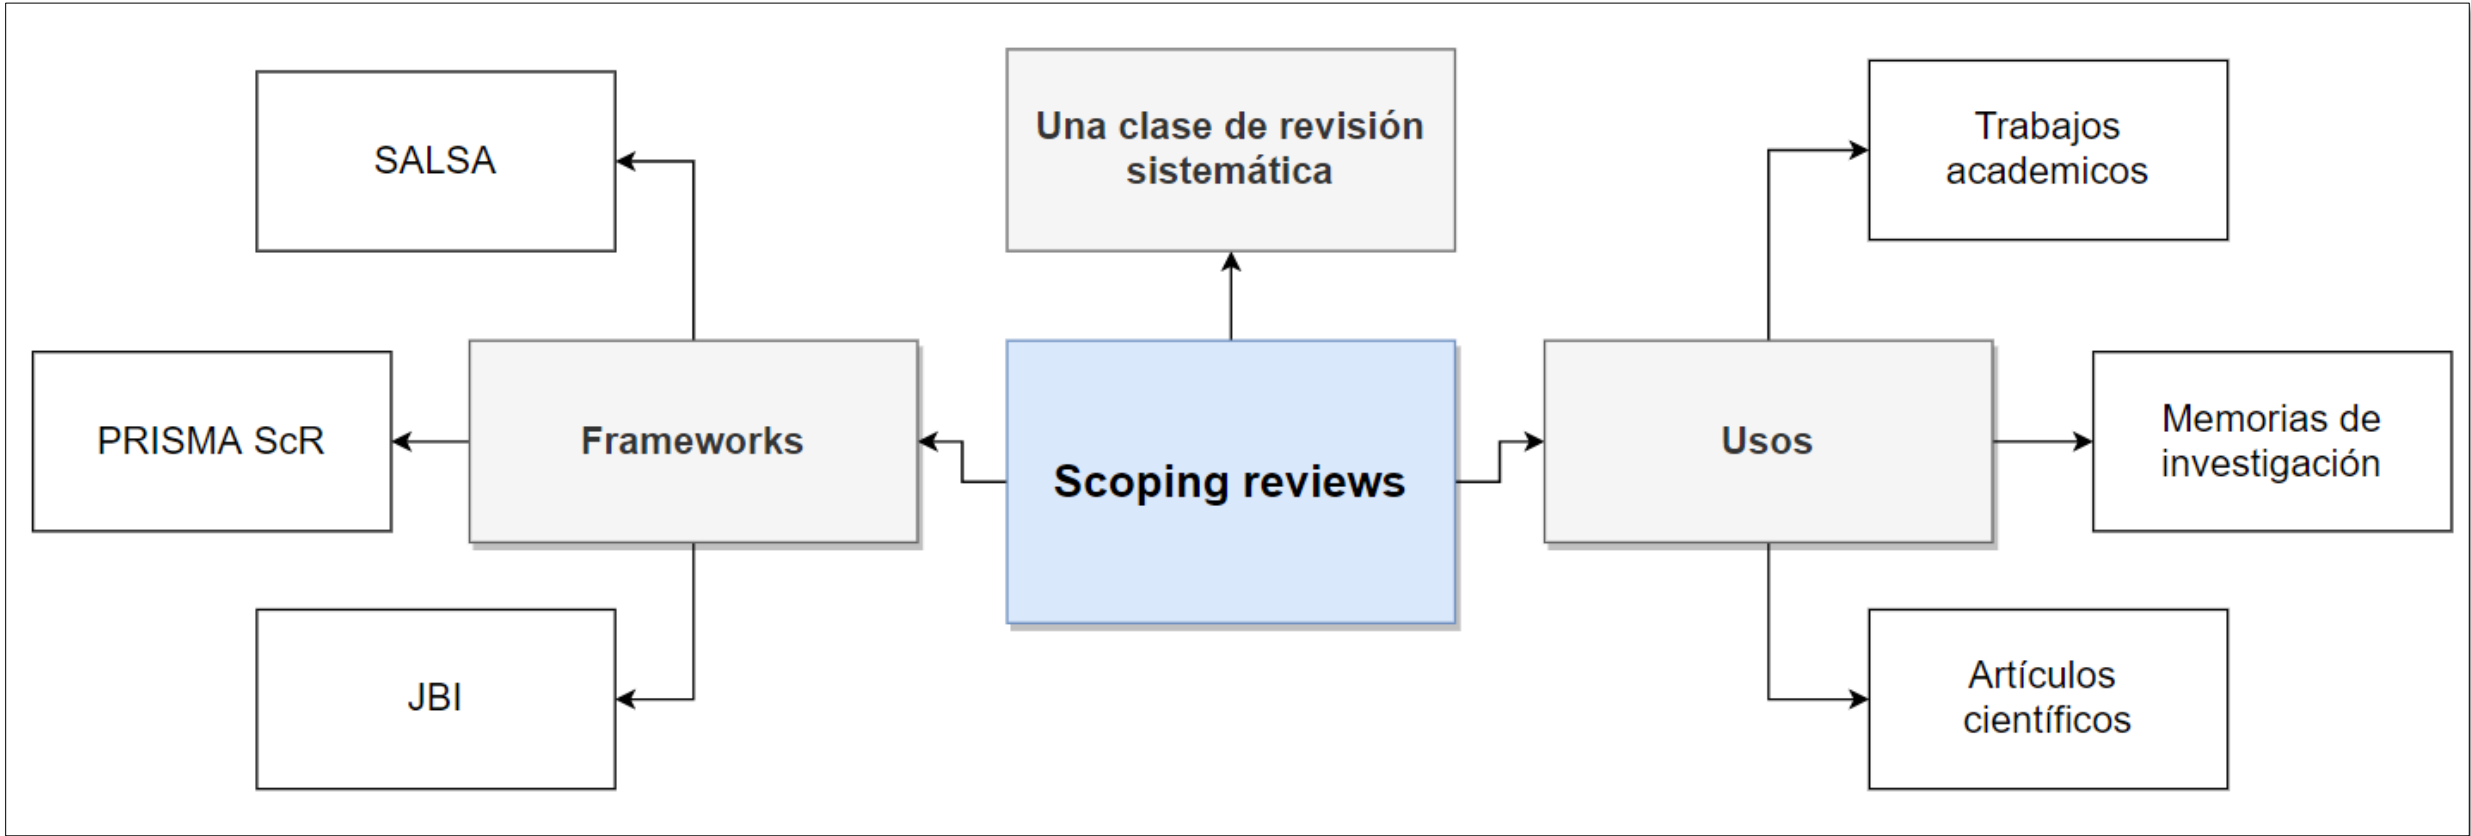 Una clase de revisión
sistemática
SALSA
Trabajos
academicos
PRISMA ScR
Frameworks
Scoping reviews
Usos
Memorias de
investigación
JBI
Artículos
científicos